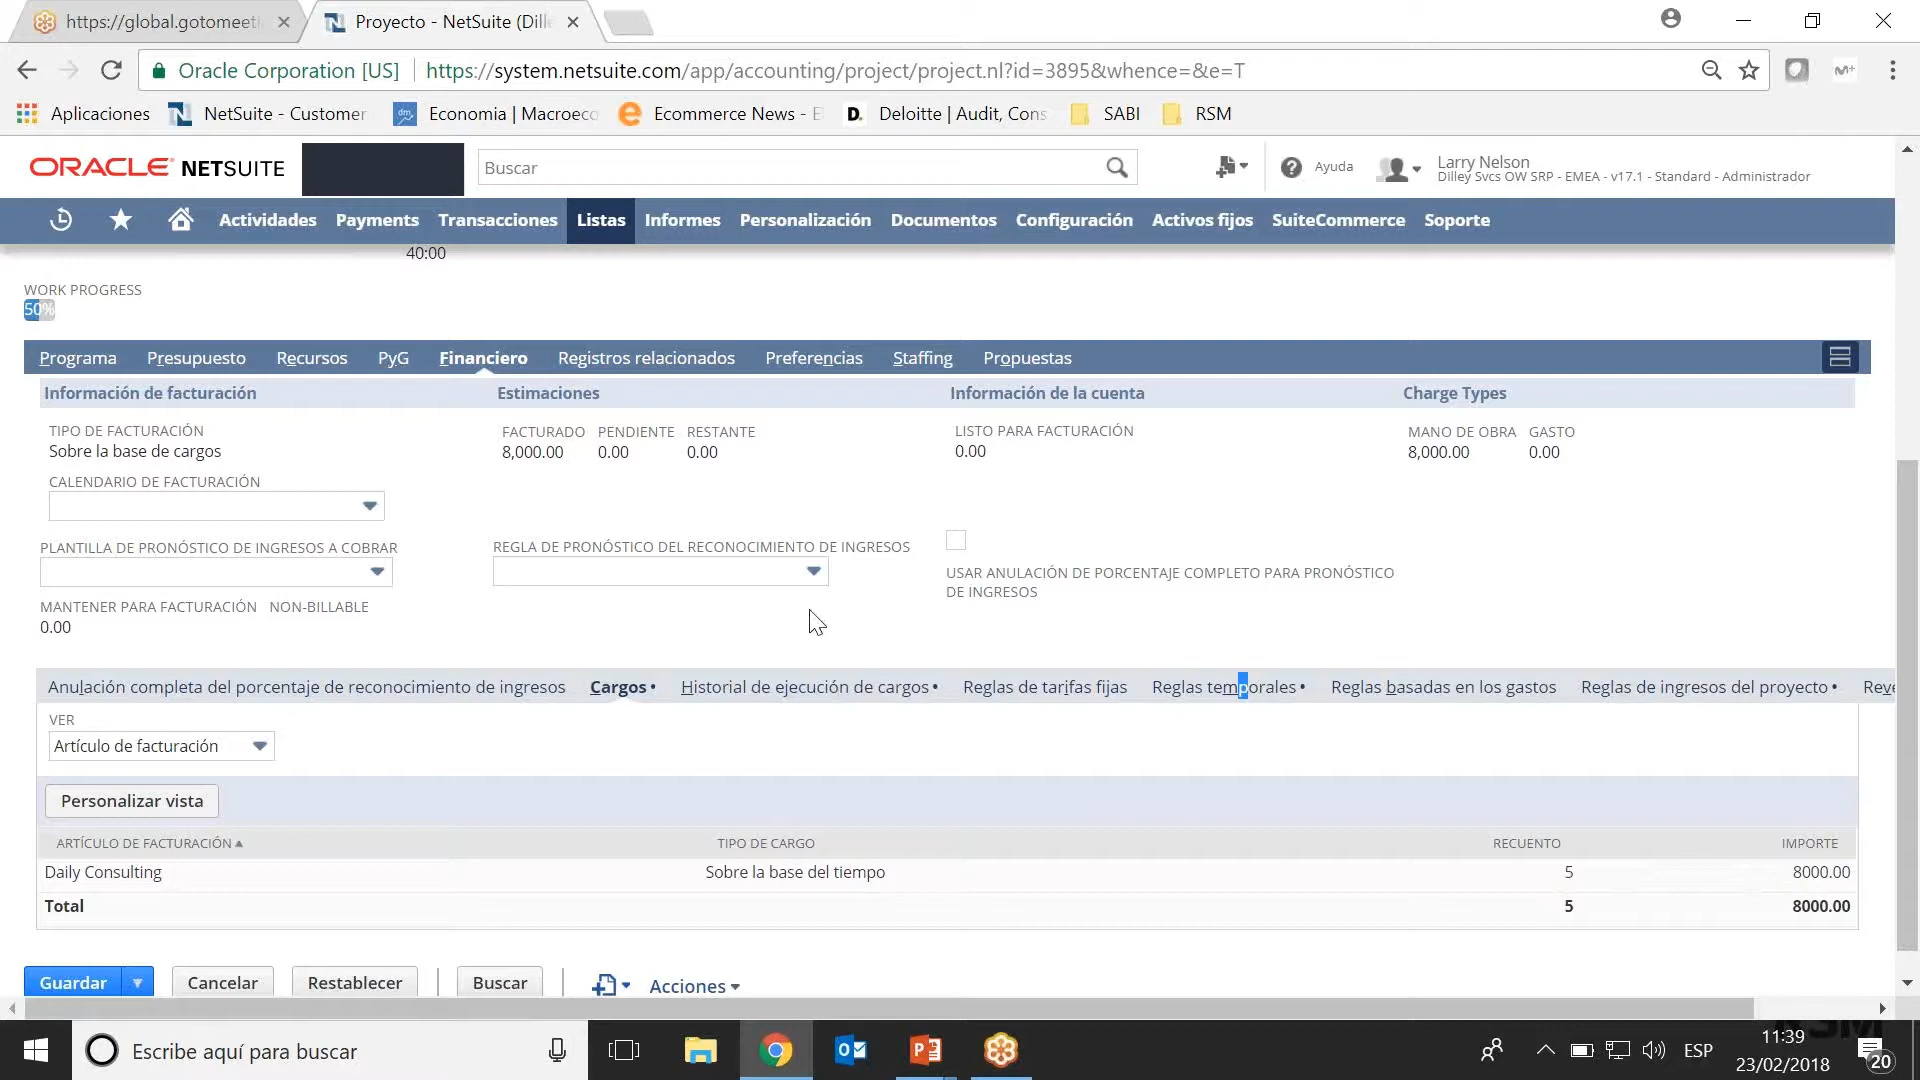 https://global.gotomeeti
Proyecto - NetSuite (Dille
Oracle Corporation [US]
https://system.netsuite.com/app/accounting/project/project.nl?id=3895&whence=&e=T
Aplicaciones
NetSuite - Customer
Economia | Macroeco
Ecommerce News - E
Deloitte | Audit, Cons
SABI
RSM
ORACLE NETSUITE
Buscar
Ayuda
Larry Nelson
Dilley Svcs OW SRP - EMEA - v17.1 - Standard - Administrador
Actividades
Payments
Transacciones
Listas
Informes
Personalización
Documentos
Configuración
Activos fijos
SuiteCommerce
Soporte
40:00
WORK PROGRESS
50%
Programa
Presupuesto
Recursos
PyG
Financiero
Registros relacionados
Preferencias
Staffing
Propuestas
Información de facturación
Estimaciones
Información de la cuenta
Charge Types
TIPO DE FACTURACIÓN
Sobre la base de cargos
FACTURADO PENDIENTE RESTANTE
8,000.00 0.00 0.00
LISTO PARA FACTURACIÓN
0.00
MANO DE OBRA GASTO
8,000.00 0.00
CALENDARIO DE FACTURACIÓN
PLANTILLA DE PRONÓSTICO DE INGRESOS A COBRAR
REGLA DE PRONÓSTICO DEL RECONOCIMIENTO DE INGRESOS
USAR ANULACIÓN DE PORCENTAJE COMPLETO PARA PRONÓSTICO
DE INGRESOS
MANTENER PARA FACTURACIÓN NON-BILLABLE
0.00
Anulación completa del porcentaje de reconocimiento de ingresos
Cargos •
Historial de ejecución de cargos •
Reglas de tarifas fijas
Reglas temporales •
Reglas basadas en los gastos
Reglas de ingresos del proyecto •
Reve
VER
Artículo de facturación
Personalizar vista
ARTÍCULO DE FACTURACIÓN ▲ TIPO DE CARGO RECUENTO IMPORTE
Daily Consulting Sobre la base del tiempo 5 8000.00
Total 5 8000.00
Guardar
Cancelar
Restablecer
Buscar
Acciones
Escribe aquí para buscar
ESP
11:39
23/02/2018
20